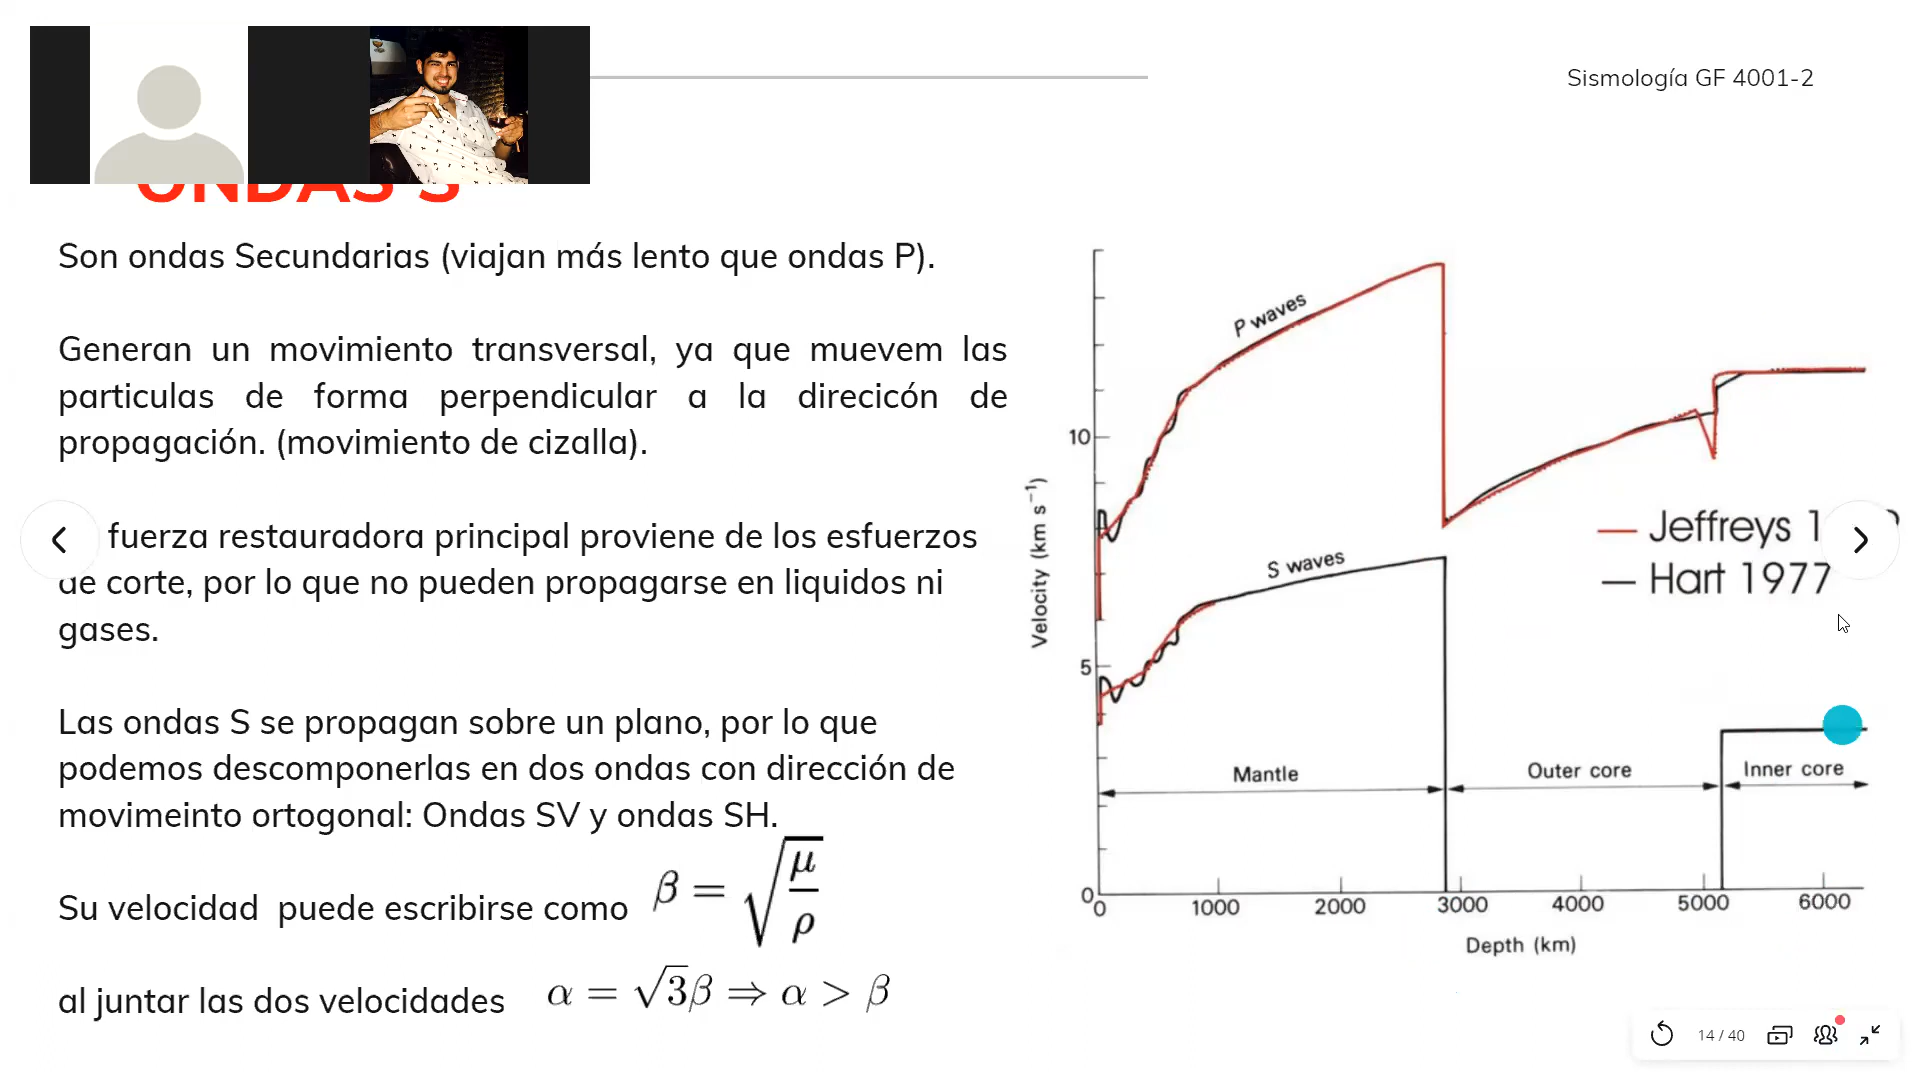 Sismología GF 4001-2
ONDAS S
Son ondas Secundarias (viajan más lento que ondas P).
Generan un movimiento transversal, ya que muevem las
particulas de forma perpendicular a la direcicón de
propagación. (movimiento de cizalla).
fuerza restauradora principal proviene de los esfuerzos
de corte, por lo que no pueden propagarse en liquidos ni
gases.
Las ondas S se propagan sobre un plano, por lo que
podemos descomponerlas en dos ondas con dirección de
movimeinto ortogonal: Ondas SV y ondas SH.
Su velocidad puede escribirse como β = √(μ/ρ)
al juntar las dos velocidades α = √3β ⇒ α > β
P waves
S waves
10
5
0
Velocity (km s⁻¹)
Jeffreys 1
Hart 1977
Mantle
Outer core
Inner core
0 1000 2000 3000 4000 5000 6000
Depth (km)
14 / 40